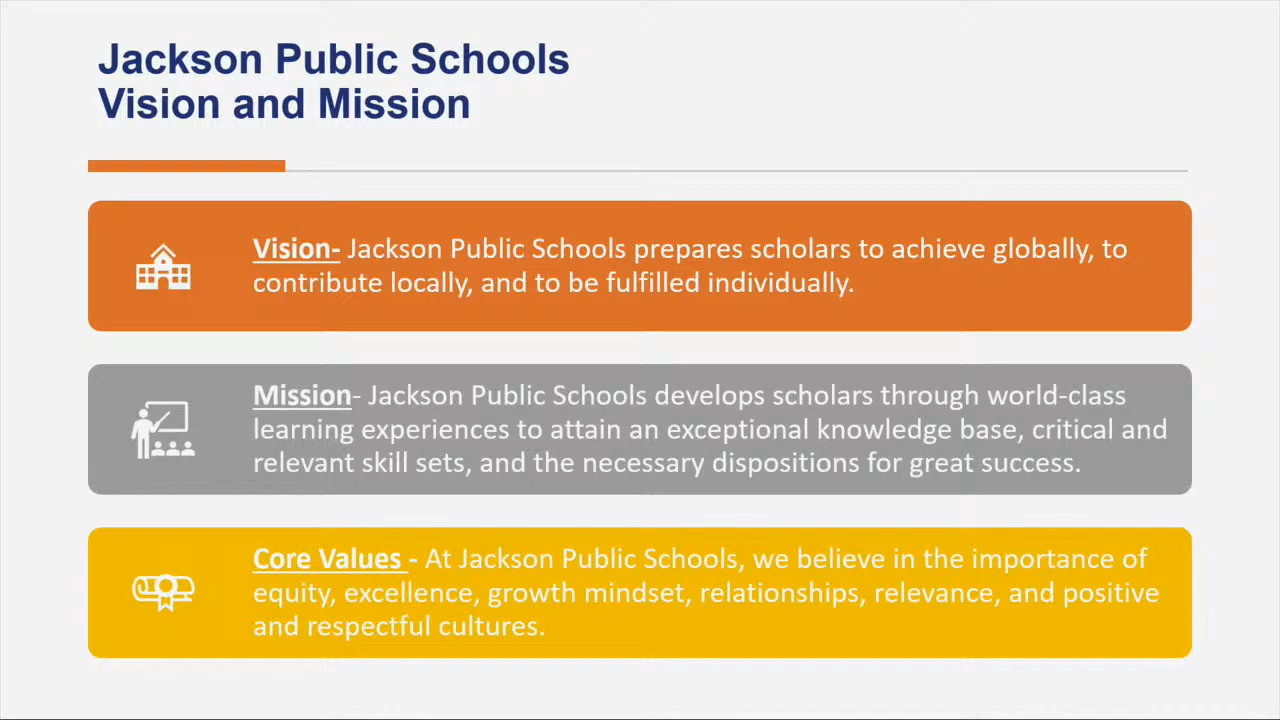 Jackson Public Schools
Vision and Mission
Vision- Jackson Public Schools prepares scholars to achieve globally, to
contribute locally, and to be fulfilled individually.
Mission- Jackson Public Schools develops scholars through world-class
learning experiences to attain an exceptional knowledge base, critical and
relevant skill sets, and the necessary dispositions for great success.
Core Values - At Jackson Public Schools, we believe in the importance of
equity, excellence, growth mindset, relationships, relevance, and positive
and respectful cultures.